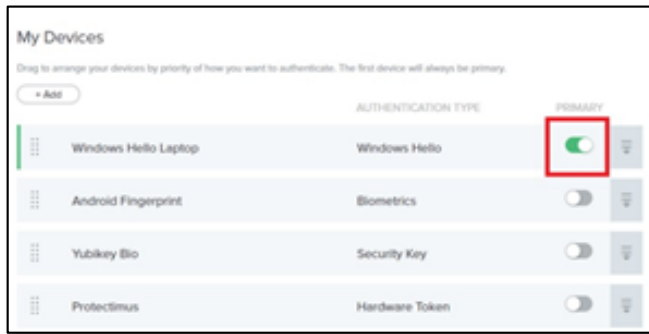 My Devices
Drag to arrange your devices by priority of how you want to authenticate. The first device will always be primary.
+ Add
AUTHENTICATION TYPE PRIMARY
Windows Hello Laptop Windows Hello
Android Fingerprint Biometrics
Yubikey Bio Security Key
Protectimus Hardware Token